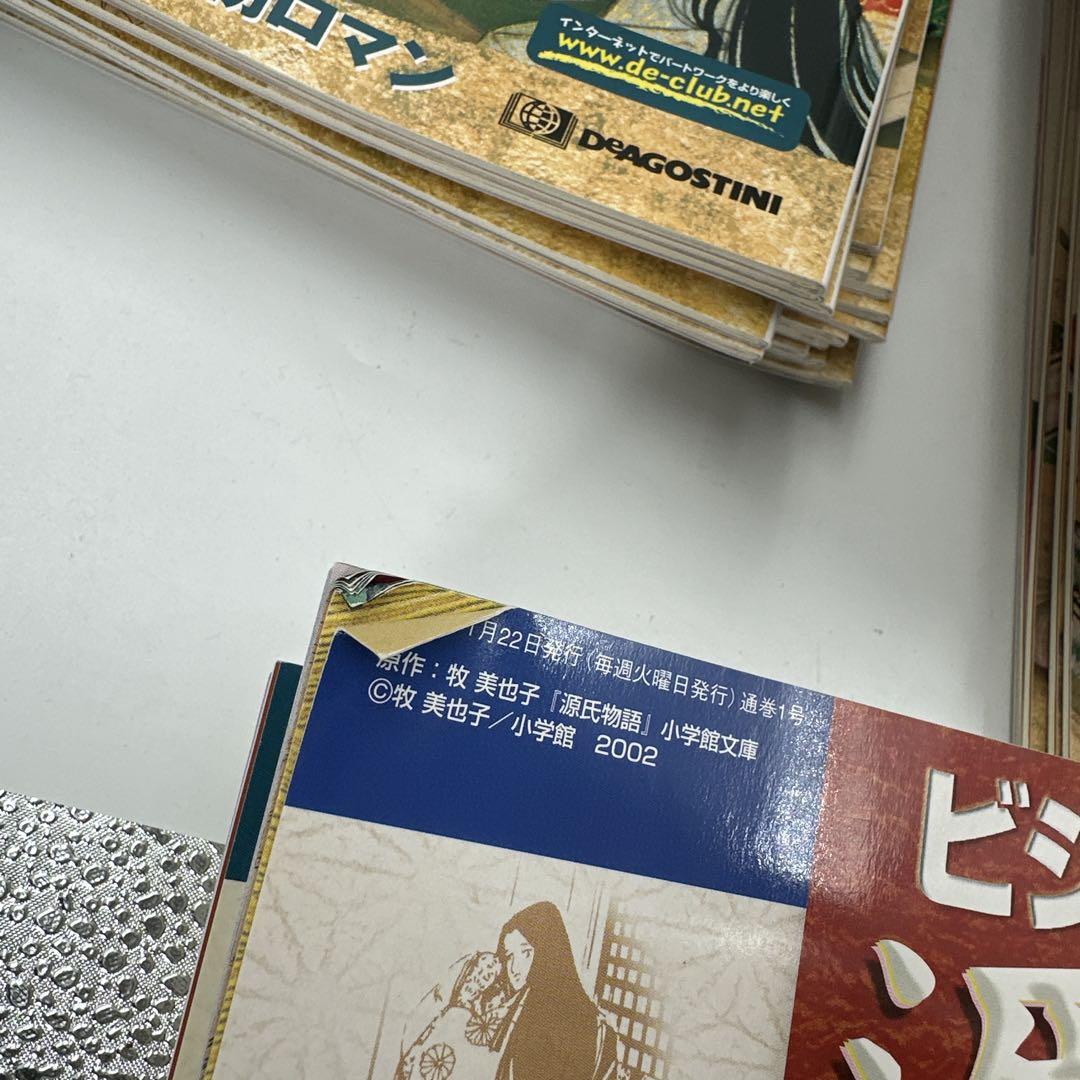 物ロマン
インターネットでパートワークをより楽しく
www.de-club.net
DeAGOSTINI
1月22日発行(毎週火曜日発行)通巻1号
原作:牧 美也子『源氏物語』小学館文庫
©牧 美也子/小学館 2002
ビジ
源